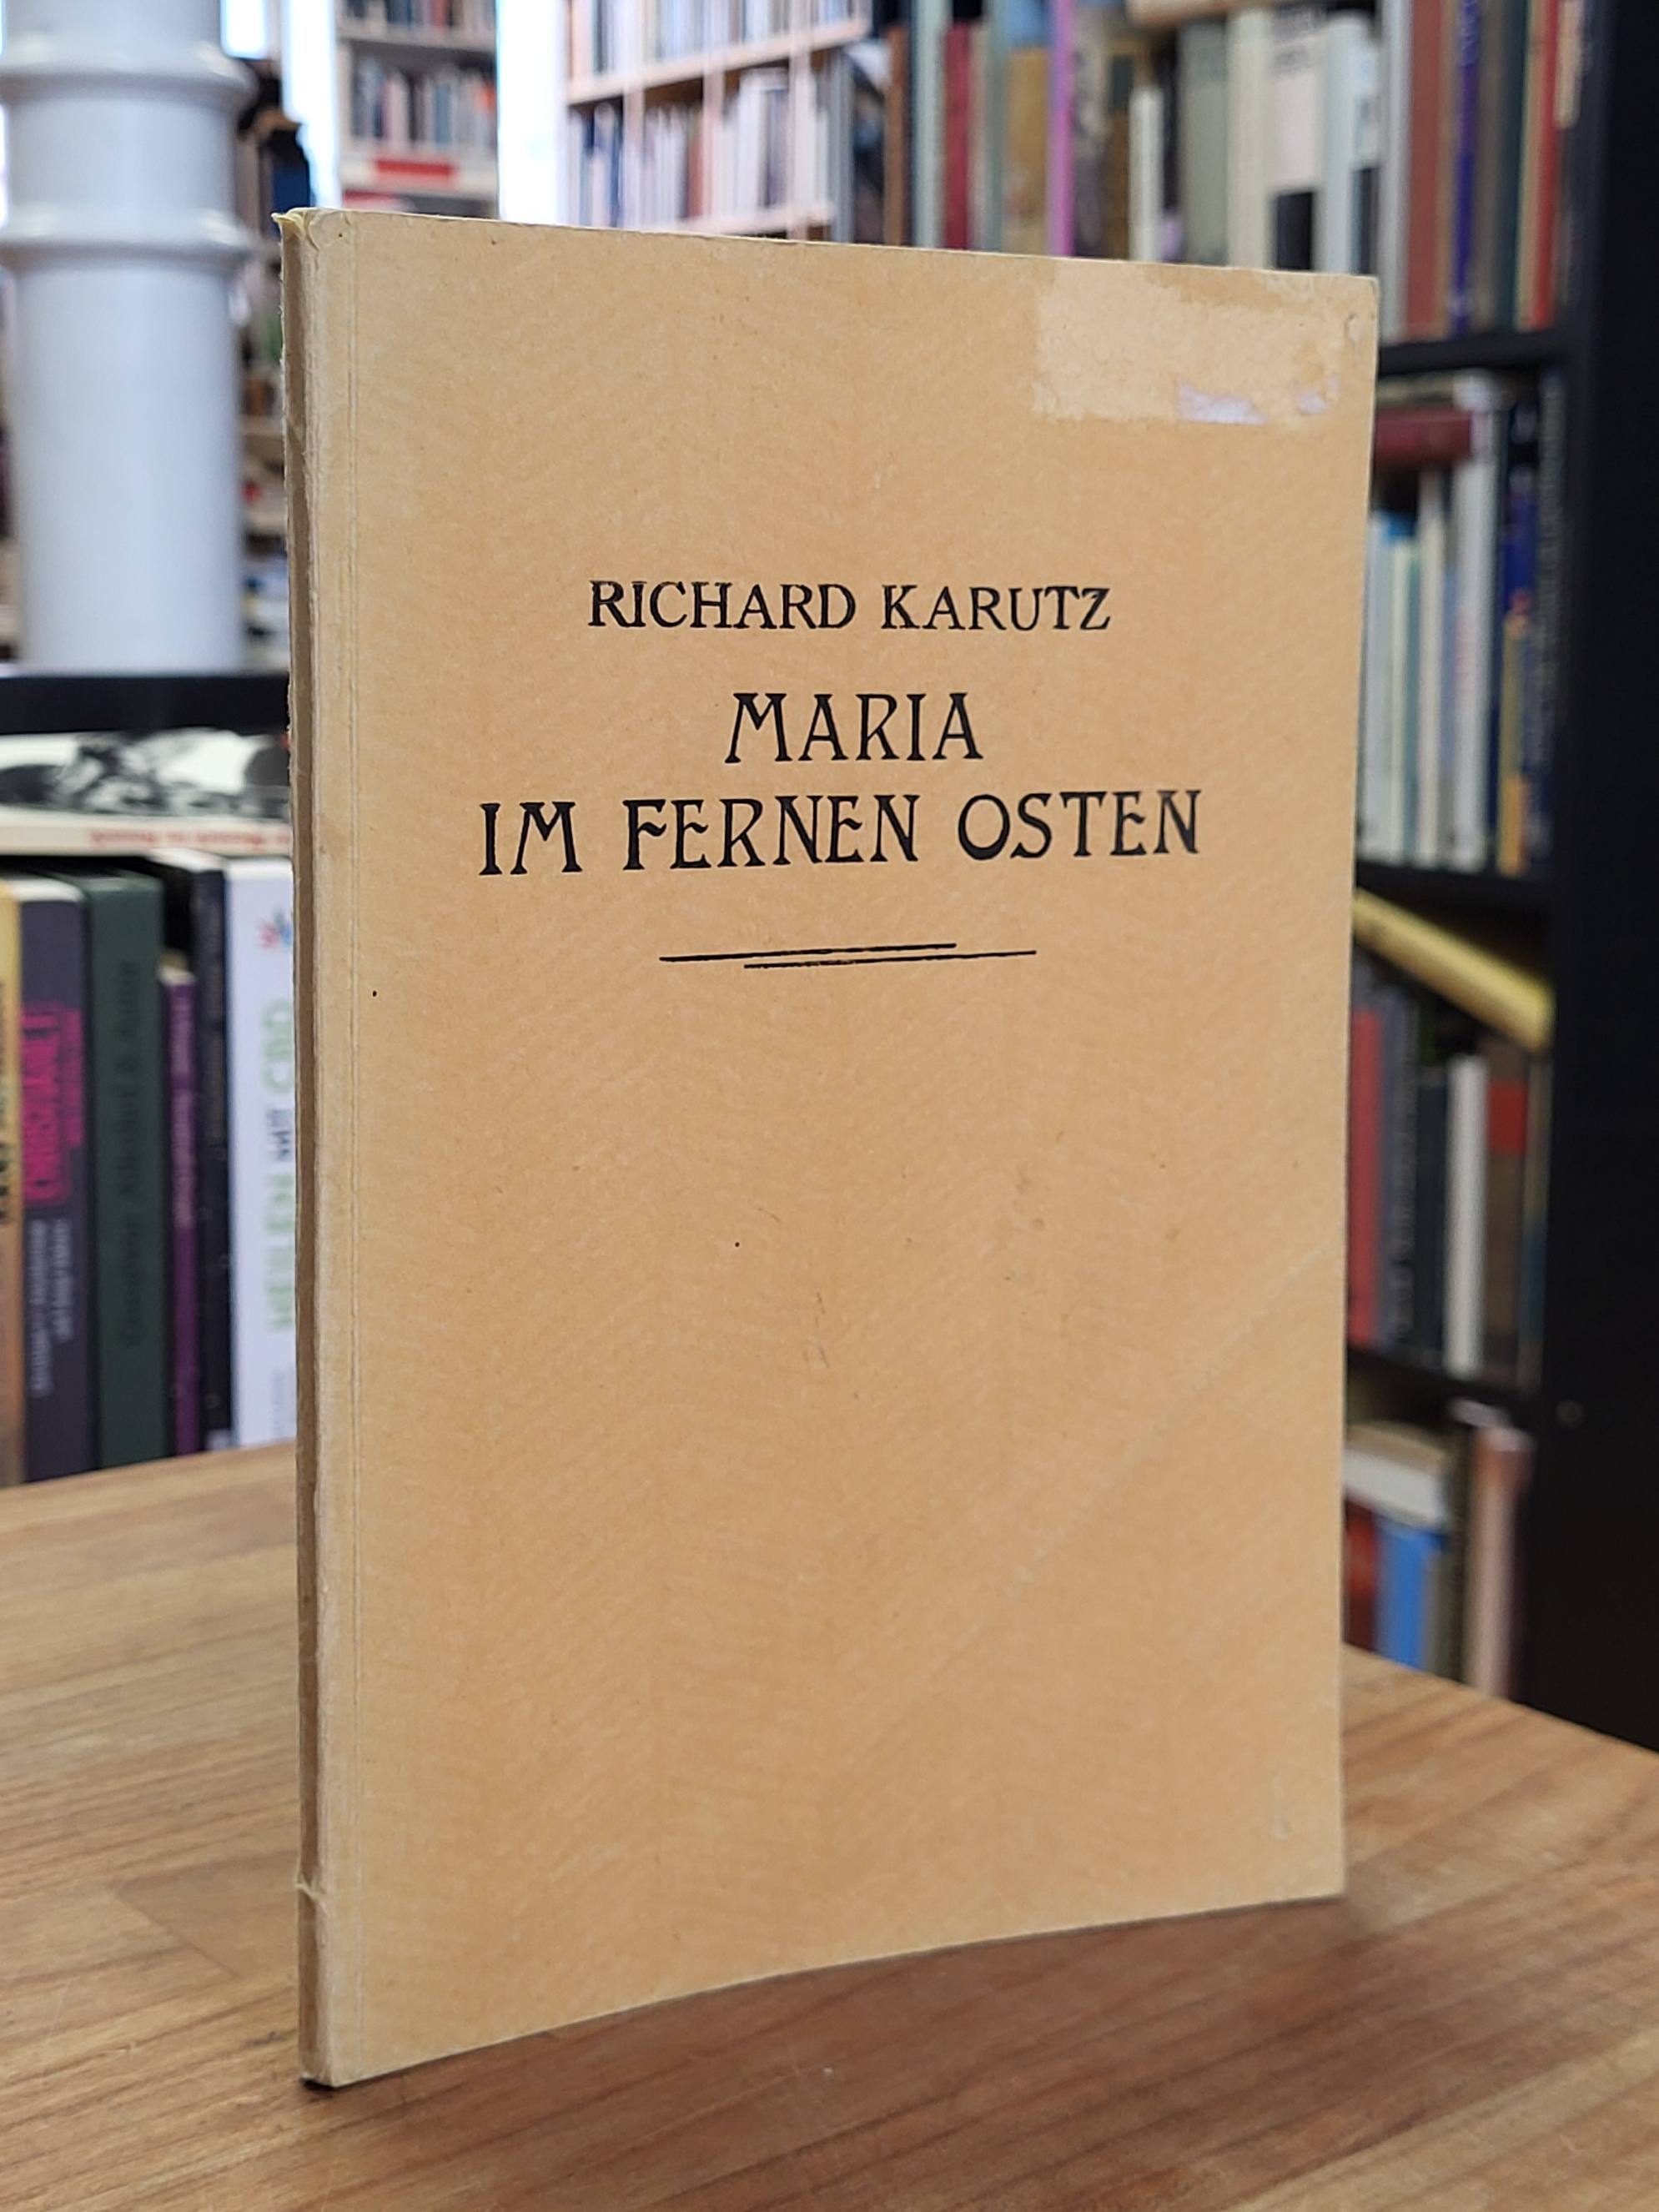 RICHARD KARUTZ
MARIA
IM FERNEN OSTEN